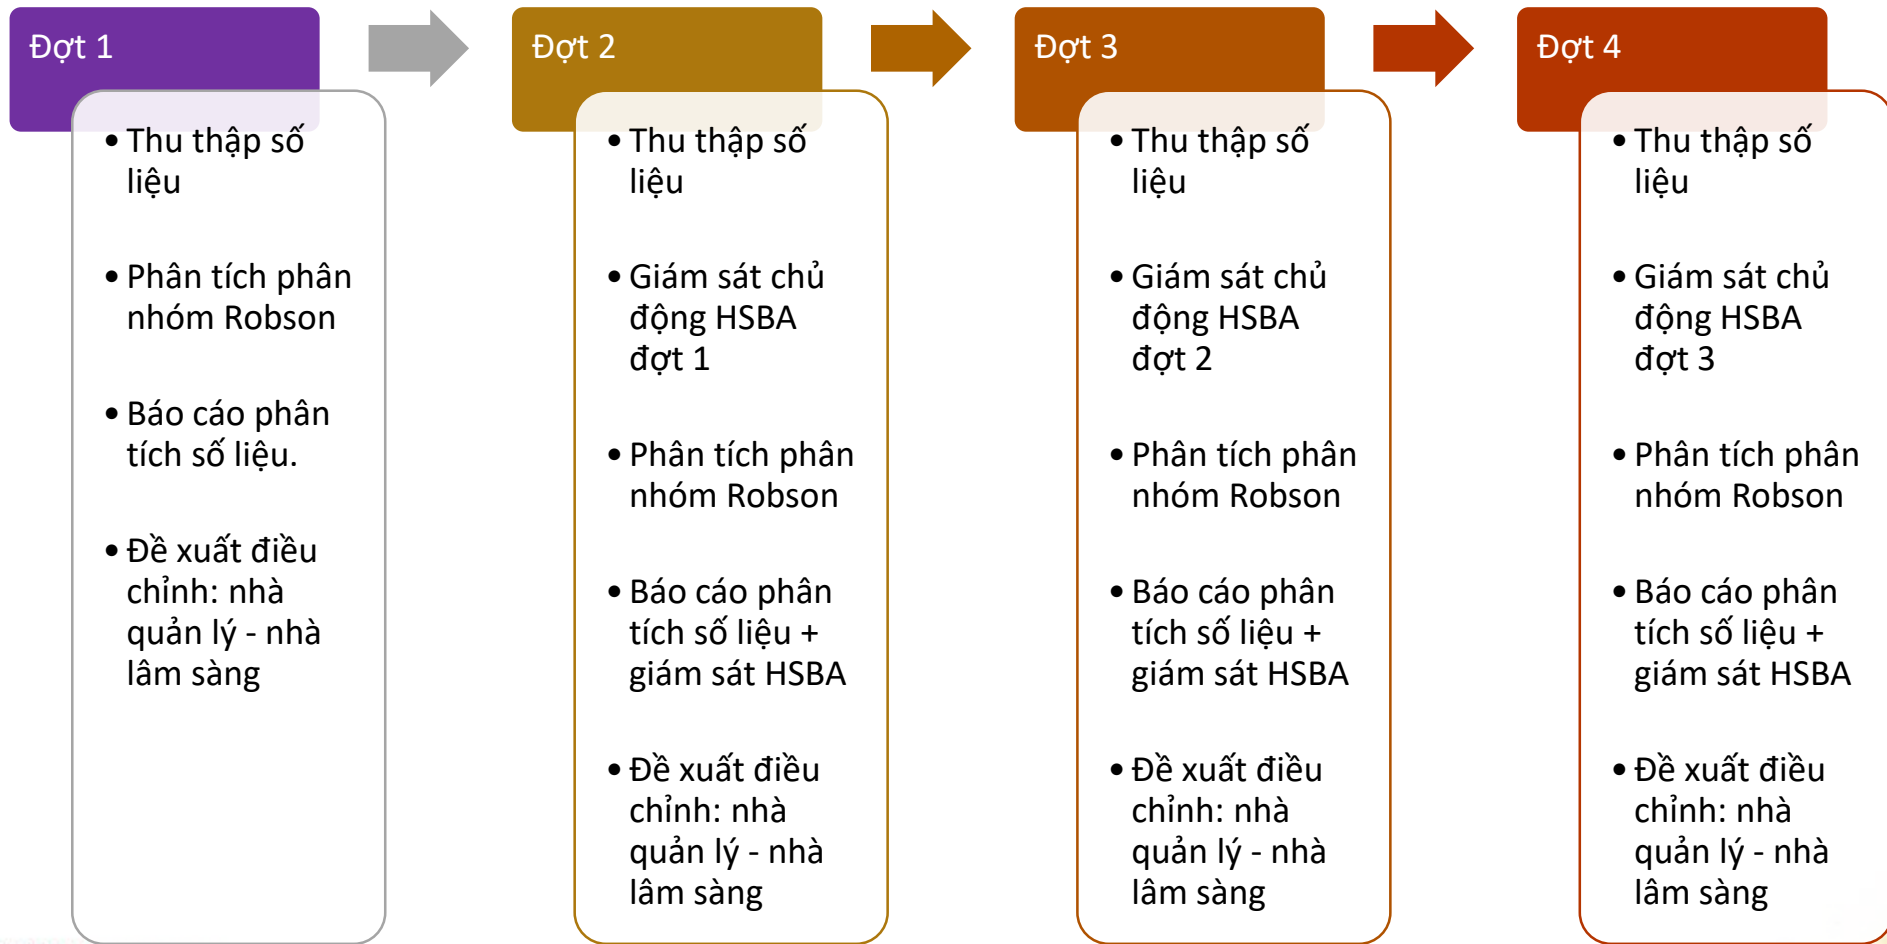 Đợt 1
• Thu thập số
liệu
• Phân tích phân
nhóm Robson
• Báo cáo phân
tích số liệu.
• Đề xuất điều
chỉnh: nhà
quản lý - nhà
lâm sàng
Đợt 2
• Thu thập số
liệu
• Giám sát chủ
động HSBA
đợt 1
• Phân tích phân
nhóm Robson
• Báo cáo phân
tích số liệu +
giám sát HSBA
• Đề xuất điều
chỉnh: nhà
quản lý - nhà
lâm sàng
Đợt 3
• Thu thập số
liệu
• Giám sát chủ
động HSBA
đợt 2
• Phân tích phân
nhóm Robson
• Báo cáo phân
tích số liệu +
giám sát HSBA
• Đề xuất điều
chỉnh: nhà
quản lý - nhà
lâm sàng
Đợt 4
• Thu thập số
liệu
• Giám sát chủ
động HSBA
đợt 3
• Phân tích phân
nhóm Robson
• Báo cáo phân
tích số liệu +
giám sát HSBA
• Đề xuất điều
chỉnh: nhà
quản lý - nhà
lâm sàng